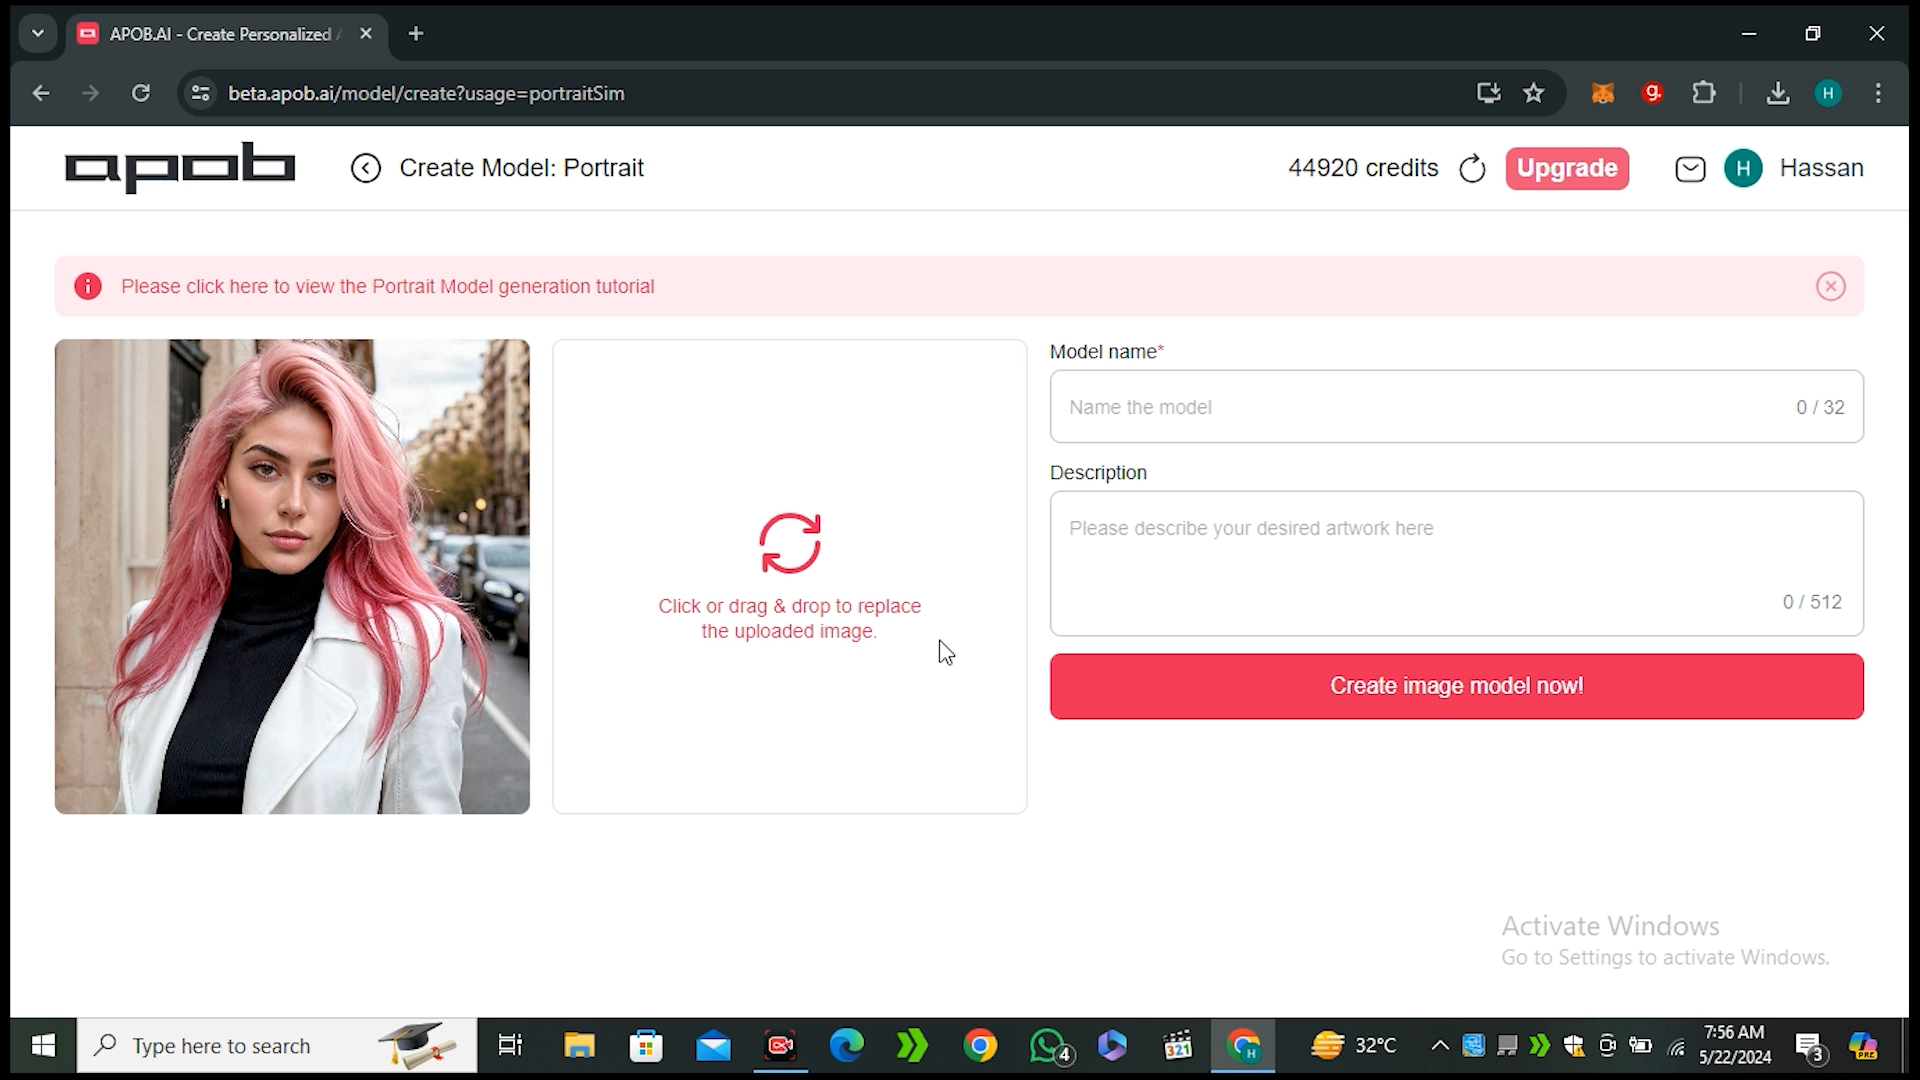 APOB.AI - Create Personalized
beta.apob.ai/model/create?usage=portraitSim
g.
H
apob
Create Model: Portrait
44920 credits
Upgrade
H
Hassan
Please click here to view the Portrait Model generation tutorial
Model name*
Name the model
0 / 32
Click or drag & drop to replace
the uploaded image.
Description
Please describe your desired artwork here
0 / 512
Create image model now!
Activate Windows
Go to Settings to activate Windows.
Type here to search
4
321
H
32°C
7:56 AM
5/22/2024
3
PRE